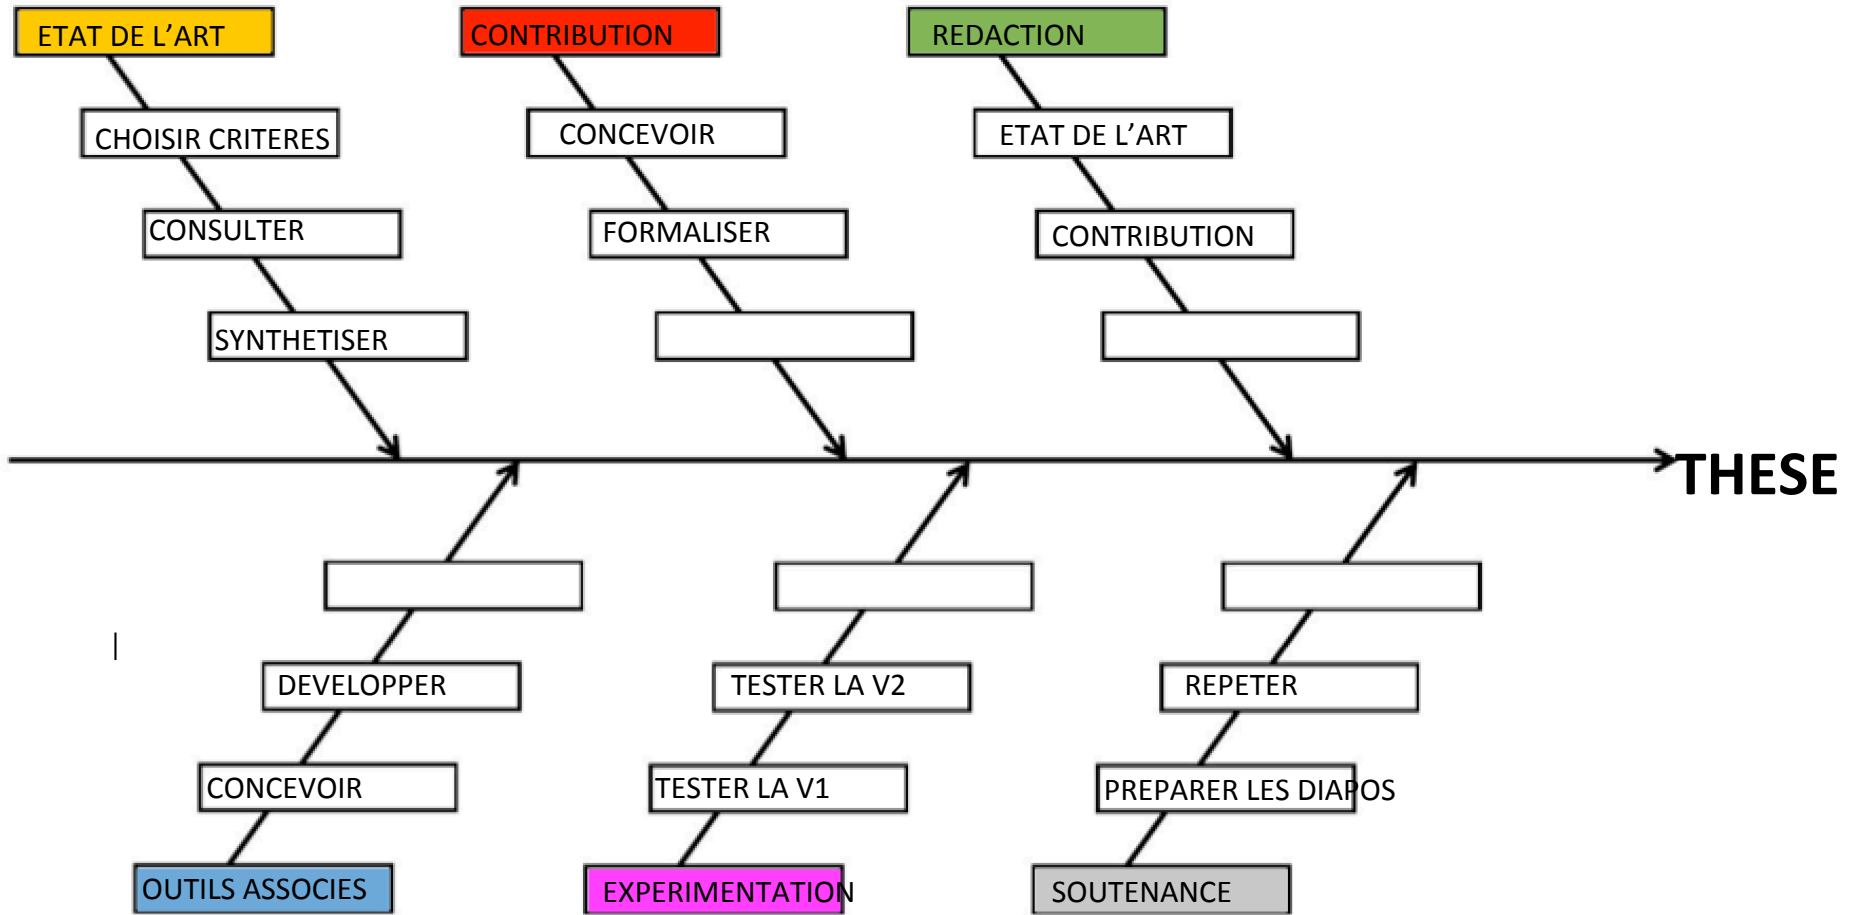 ETAT DE L’ART
CONTRIBUTION
REDACTION
CHOISIR CRITERES
CONCEVOIR
ETAT DE L’ART
CONSULTER
FORMALISER
CONTRIBUTION
SYNTHETISER
THESE
DEVELOPPER
TESTER LA V2
REPETER
CONCEVOIR
TESTER LA V1
PREPARER LES DIAPOS
OUTILS ASSOCIES
EXPERIMENTATION
SOUTENANCE